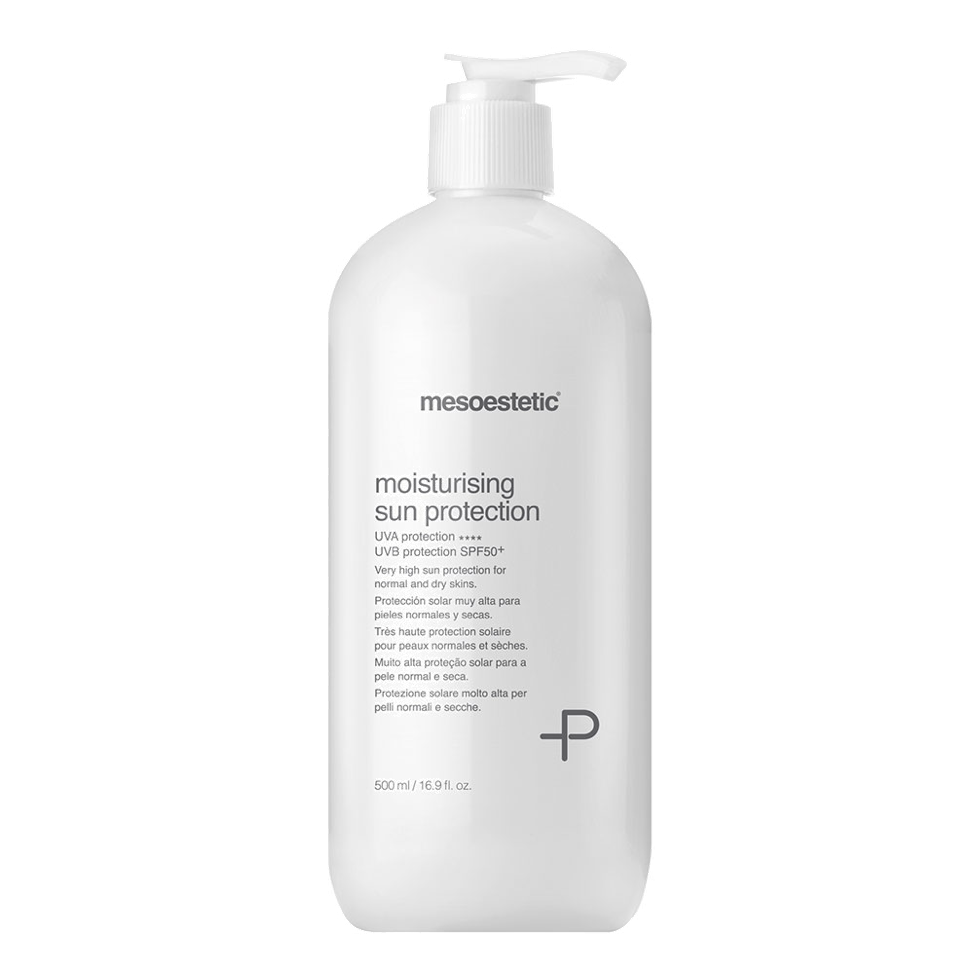 mesoestetic®
moisturising
sun protection
UVA protection ★★★★
UVB protection SPF50+
Very high sun protection for
normal and dry skins.
Protección solar muy alta para
pieles normales y secas.
Très haute protection solaire
pour peaux normales et sèches.
Muito alta proteção solar para a
pele normal e seca.
Protezione solare molto alta per
pelli normali e secche.
P
500 ml / 16.9 fl. oz.